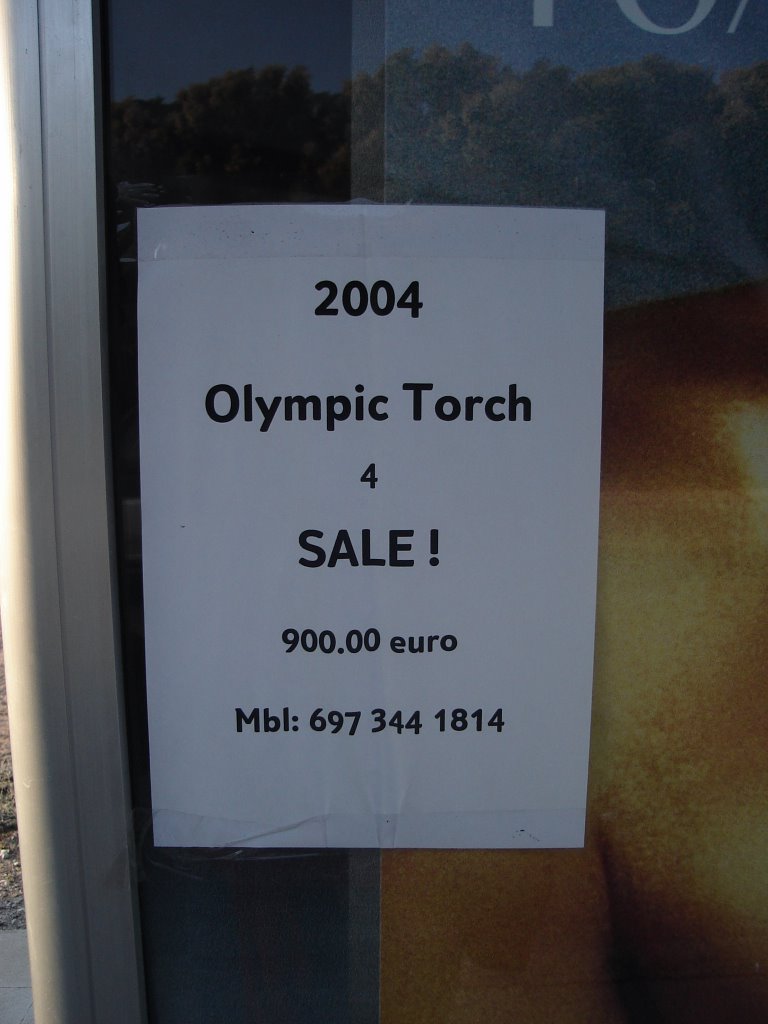 2004
Olympic Torch
4
SALE !
900.00 euro
Mbl: 697 344 1814